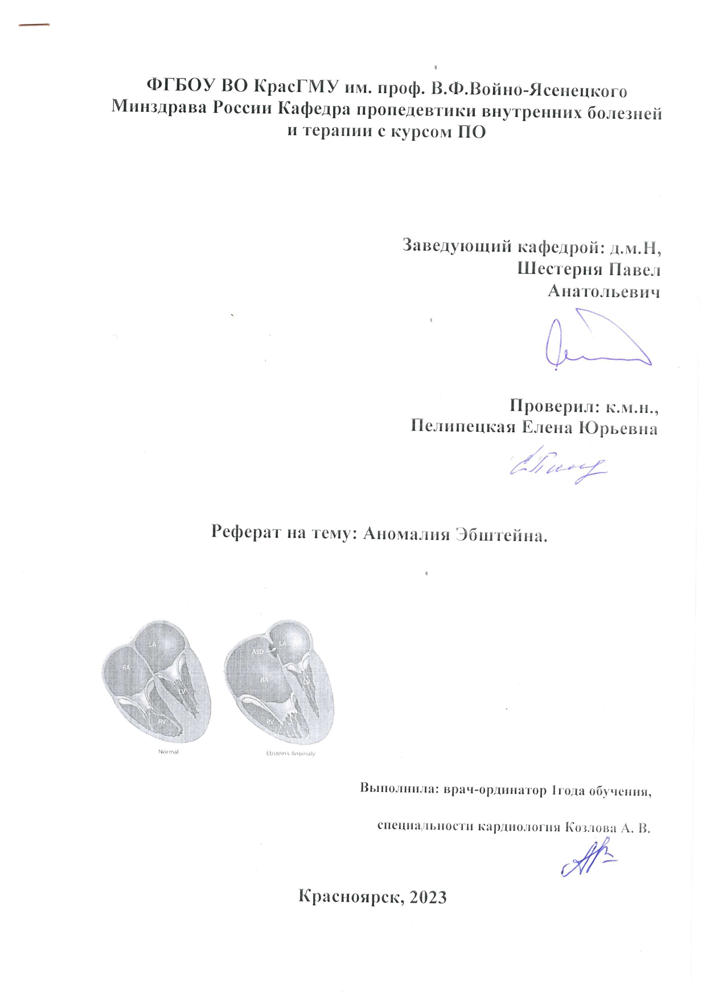 ФГБОУ ВО КрасГМУ им. проф. В.Ф.Войно-Ясенецкого
Минздрава России Кафедра пропедевтики внутренних болезней
и терапии с курсом ПО
Заведующий кафедрой: д.м.Н,
Шестерня Павел
Анатольевич
Проверил: к.м.н.,
Пелипецкая Елена Юрьевна
Реферат на тему: Аномалия Эбштейна.
LA
RA
LV
RV
Normal
ASD
LA
RA
LV
RV
Ebstein's Anomaly
Выполнила: врач-ординатор 1года обучения,
специальности кардиология Козлова А. В.
Красноярск, 2023